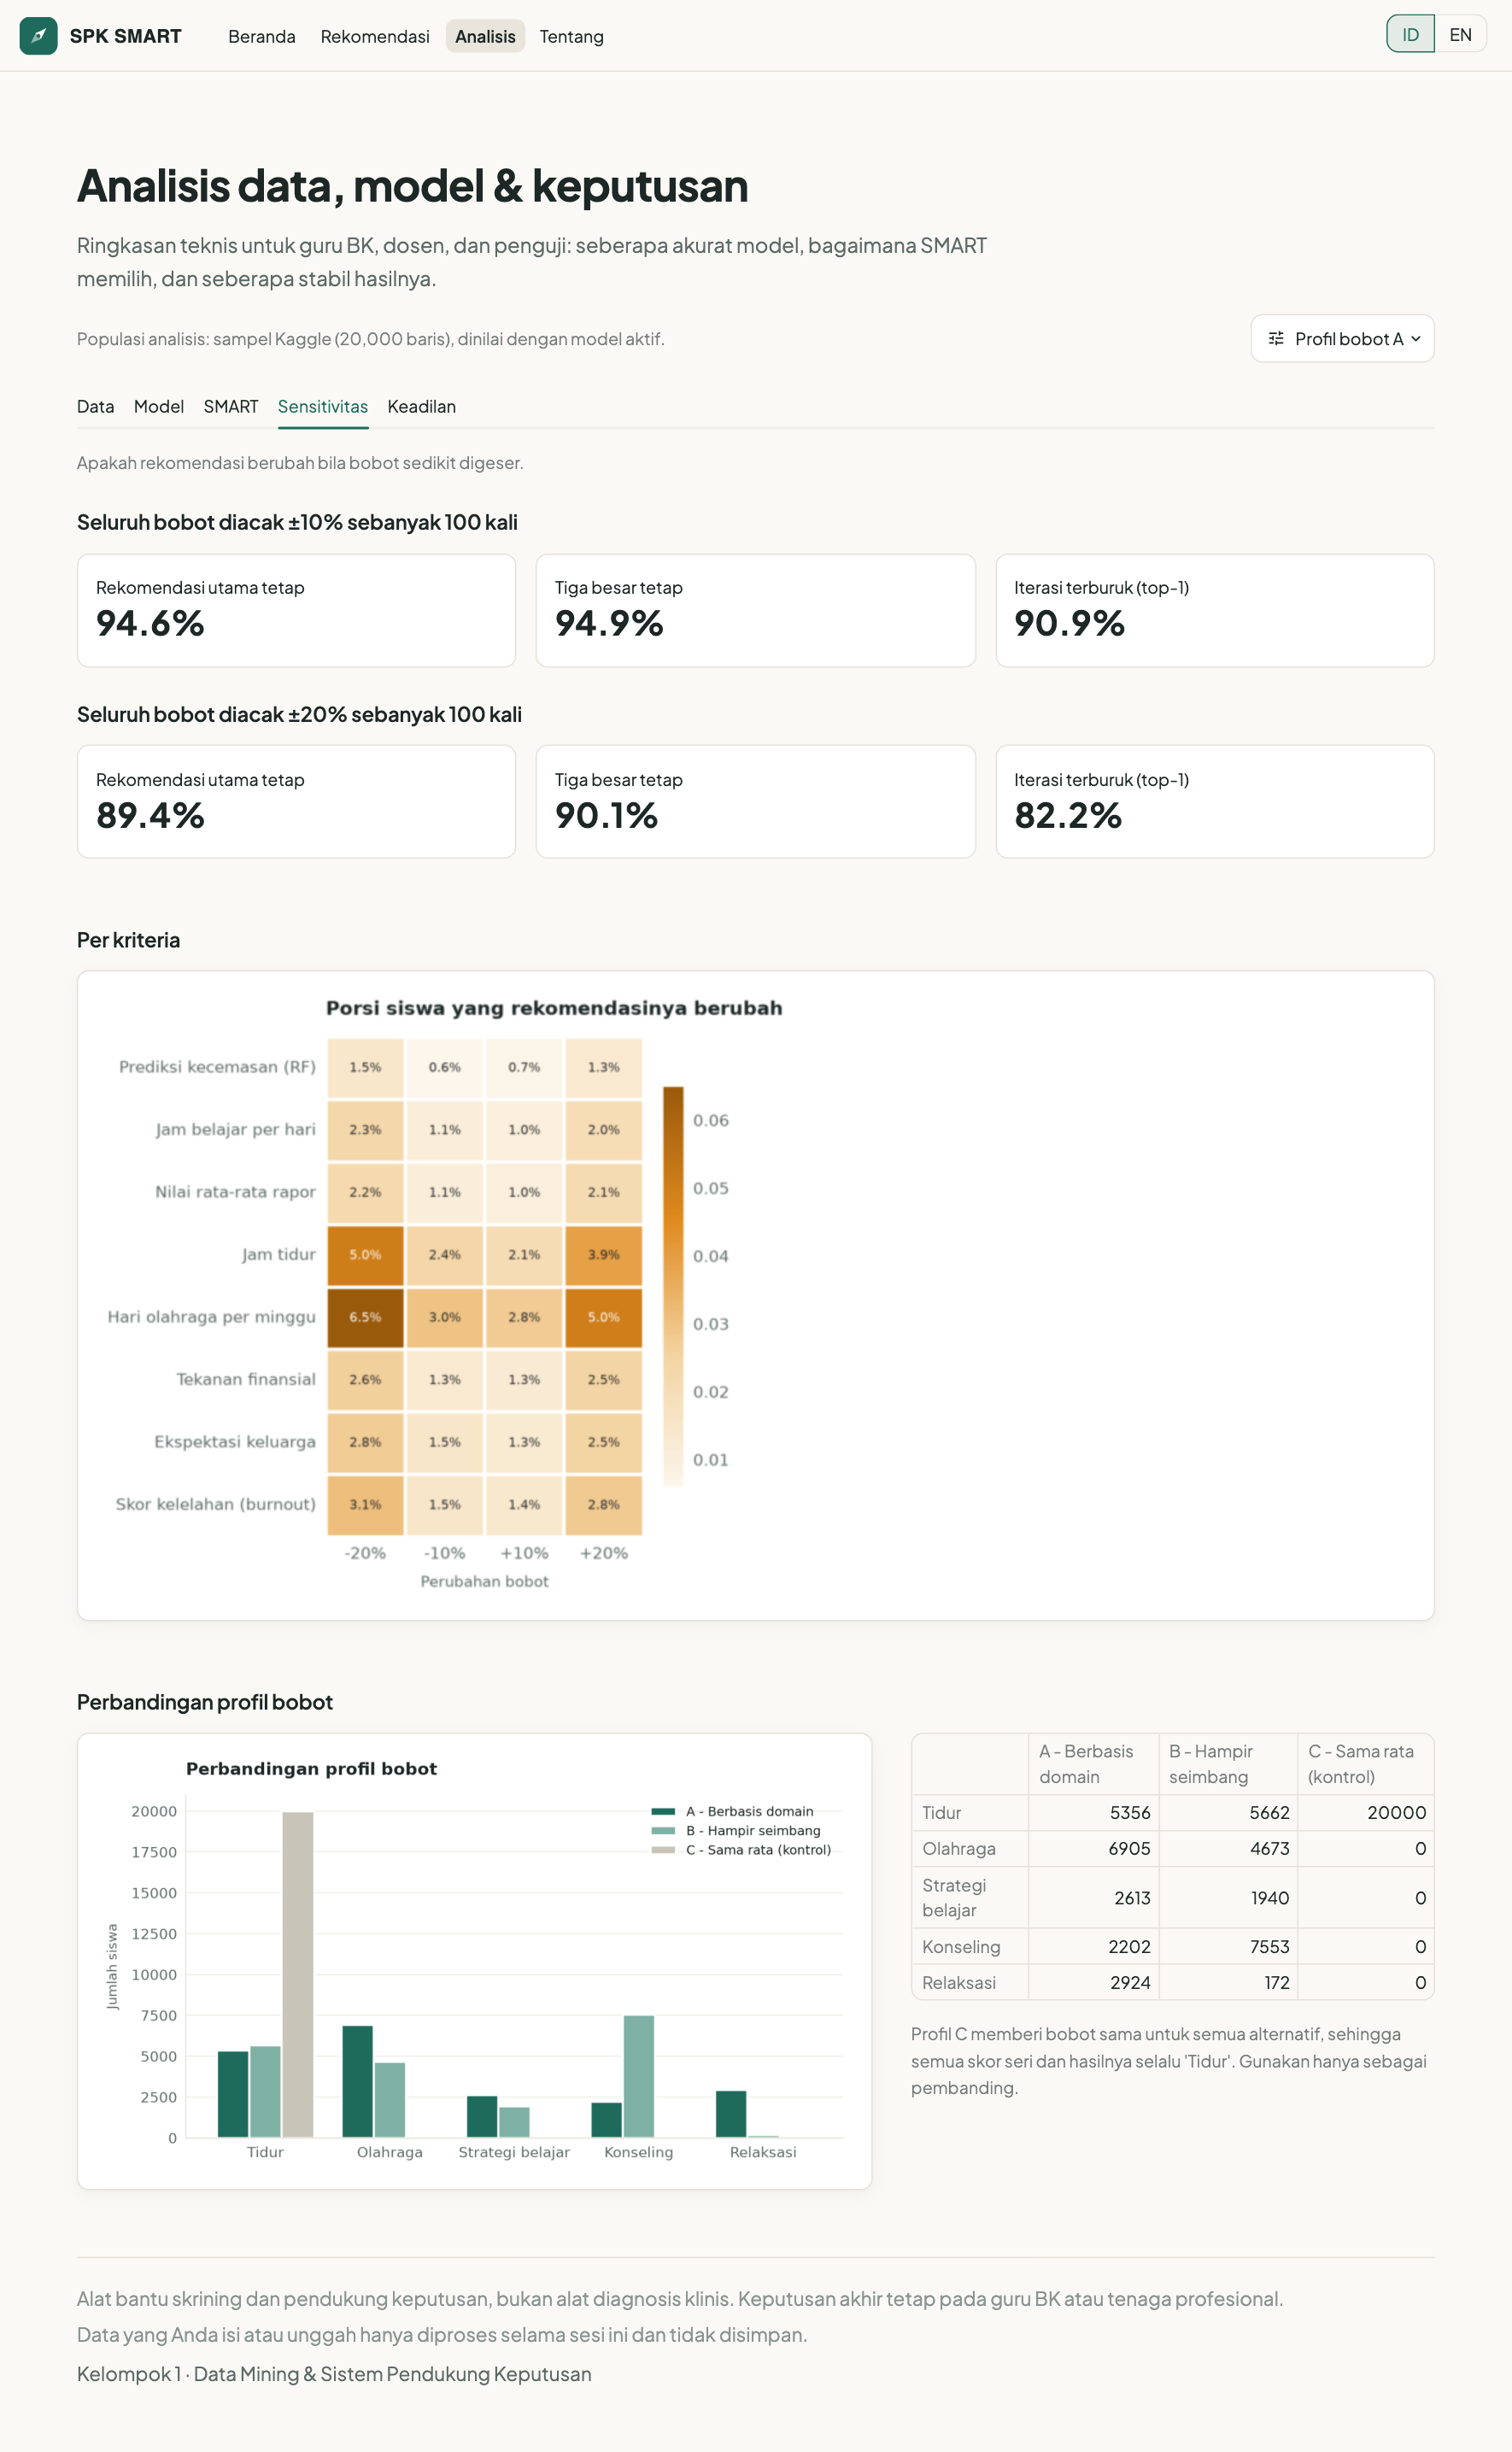 SPK SMART
Beranda
Rekomendasi
Analisis
Tentang
ID
EN
Analisis data, model & keputusan
Ringkasan teknis untuk guru BK, dosen, dan penguji: seberapa akurat model, bagaimana SMART
memilih, dan seberapa stabil hasilnya.
Populasi analisis: sampel Kaggle (20,000 baris), dinilai dengan model aktif.
Profil bobot A
Data
Model
SMART
Sensitivitas
Keadilan
Apakah rekomendasi berubah bila bobot sedikit digeser.
Seluruh bobot diacak ±10% sebanyak 100 kali
Rekomendasi utama tetap
94.6%
Tiga besar tetap
94.9%
Iterasi terburuk (top-1)
90.9%
Seluruh bobot diacak ±20% sebanyak 100 kali
Rekomendasi utama tetap
89.4%
Tiga besar tetap
90.1%
Iterasi terburuk (top-1)
82.2%
Per kriteria
Porsi siswa yang rekomendasinya berubah
Prediksi kecemasan (RF) 1.5% 0.6% 0.7% 1.3%
Jam belajar per hari 2.3% 1.1% 1.0% 2.0%
Nilai rata-rata rapor 2.2% 1.1% 1.0% 2.1%
Jam tidur 5.0% 2.4% 2.1% 3.9%
Hari olahraga per minggu 6.5% 3.0% 2.8% 5.0%
Tekanan finansial 2.6% 1.3% 1.3% 2.5%
Ekspektasi keluarga 2.8% 1.5% 1.3% 2.5%
Skor kelelahan (burnout) 3.1% 1.5% 1.4% 2.8%
-20% -10% +10% +20%
Perubahan bobot
0.06
0.05
0.04
0.03
0.02
0.01
Perbandingan profil bobot
Perbandingan profil bobot
A - Berbasis domain
B - Hampir seimbang
C - Sama rata (kontrol)
Jumlah siswa
20000
17500
15000
12500
10000
7500
5000
2500
0
Tidur Olahraga Strategi belajar Konseling Relaksasi
A - Berbasis domain
B - Hampir seimbang
C - Sama rata (kontrol)
Tidur 5356 5662 20000
Olahraga 6905 4673 0
Strategi belajar 2613 1940 0
Konseling 2202 7553 0
Relaksasi 2924 172 0
Profil C memberi bobot sama untuk semua alternatif, sehingga
semua skor seri dan hasilnya selalu 'Tidur'. Gunakan hanya sebagai
pembanding.
Alat bantu skrining dan pendukung keputusan, bukan alat diagnosis klinis. Keputusan akhir tetap pada guru BK atau tenaga profesional.
Data yang Anda isi atau unggah hanya diproses selama sesi ini dan tidak disimpan.
Kelompok 1 · Data Mining & Sistem Pendukung Keputusan